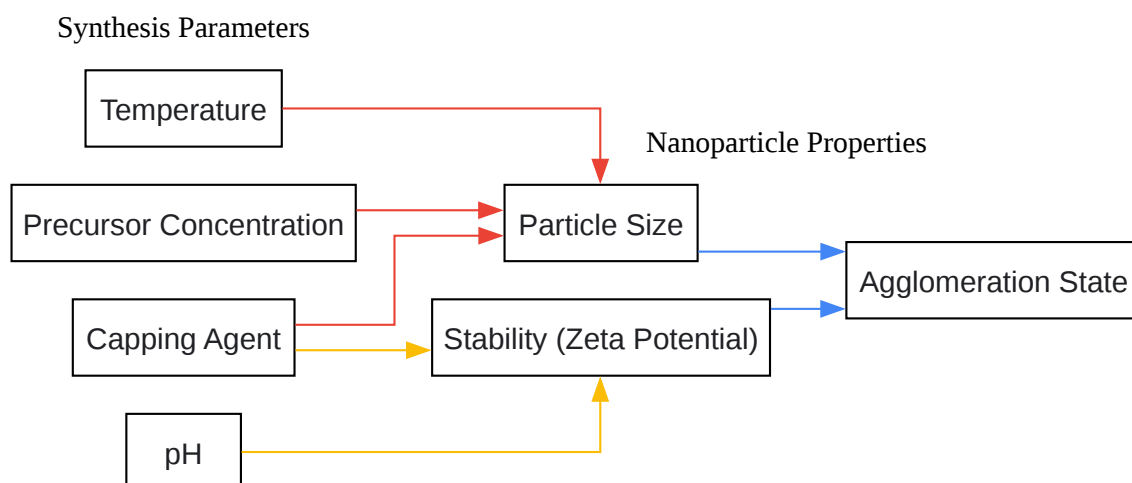 Synthesis Parameters
Temperature
Nanoparticle Properties
Precursor Concentration
Particle Size
Agglomeration State
Capping Agent
Stability (Zeta Potential)
pH